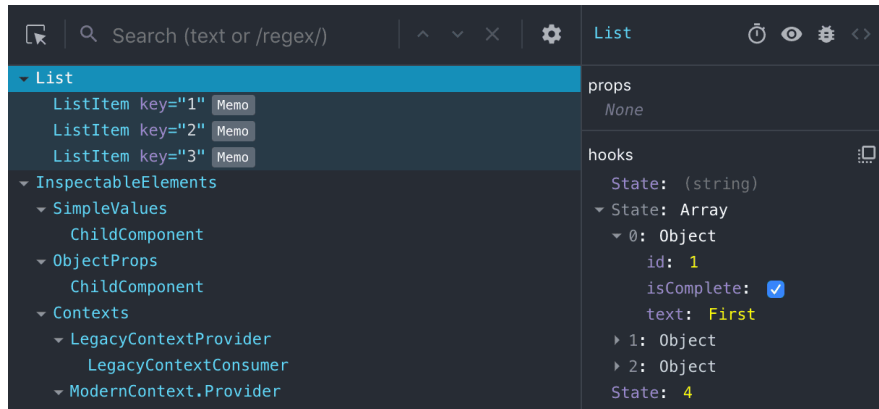 Search (text or /regex/)
List
ListItem key="1" Memo
ListItem key="2" Memo
ListItem key="3" Memo
InspectableElements
SimpleValues
ChildComponent
ObjectProps
ChildComponent
Contexts
LegacyContextProvider
LegacyContextConsumer
ModernContext.Provider
List
props
None
hooks
State: (string)
State: Array
0: Object
id: 1
isComplete:
text: First
1: Object
2: Object
State: 4